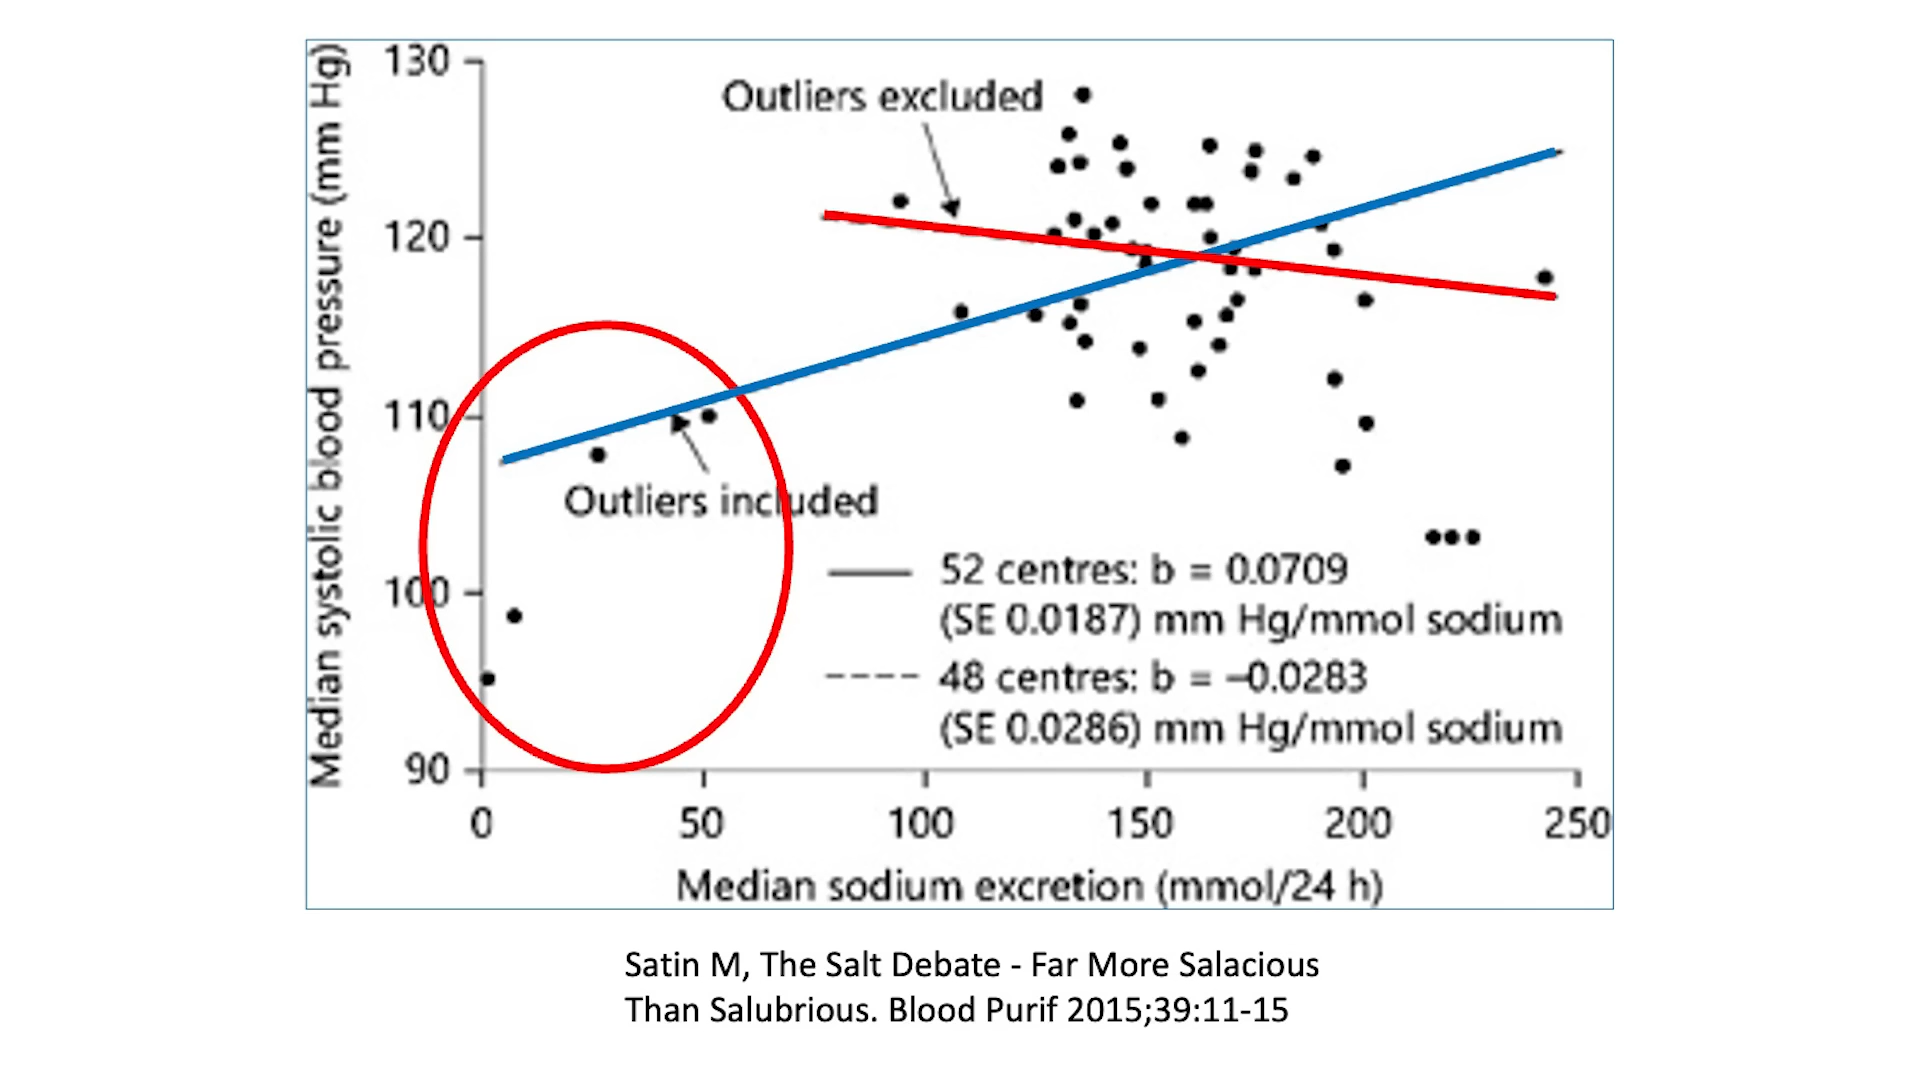 Median systolic blood pressure (mm Hg)
130
120
110
100
90
Outliers excluded
Outliers included
52 centres: b = 0.0709
(SE 0.0187) mm Hg/mmol sodium
48 centres: b = –0.0283
(SE 0.0286) mm Hg/mmol sodium
0 50 100 150 200 250
Median sodium excretion (mmol/24 h)
Satin M, The Salt Debate - Far More Salacious
Than Salubrious. Blood Purif 2015;39:11-15